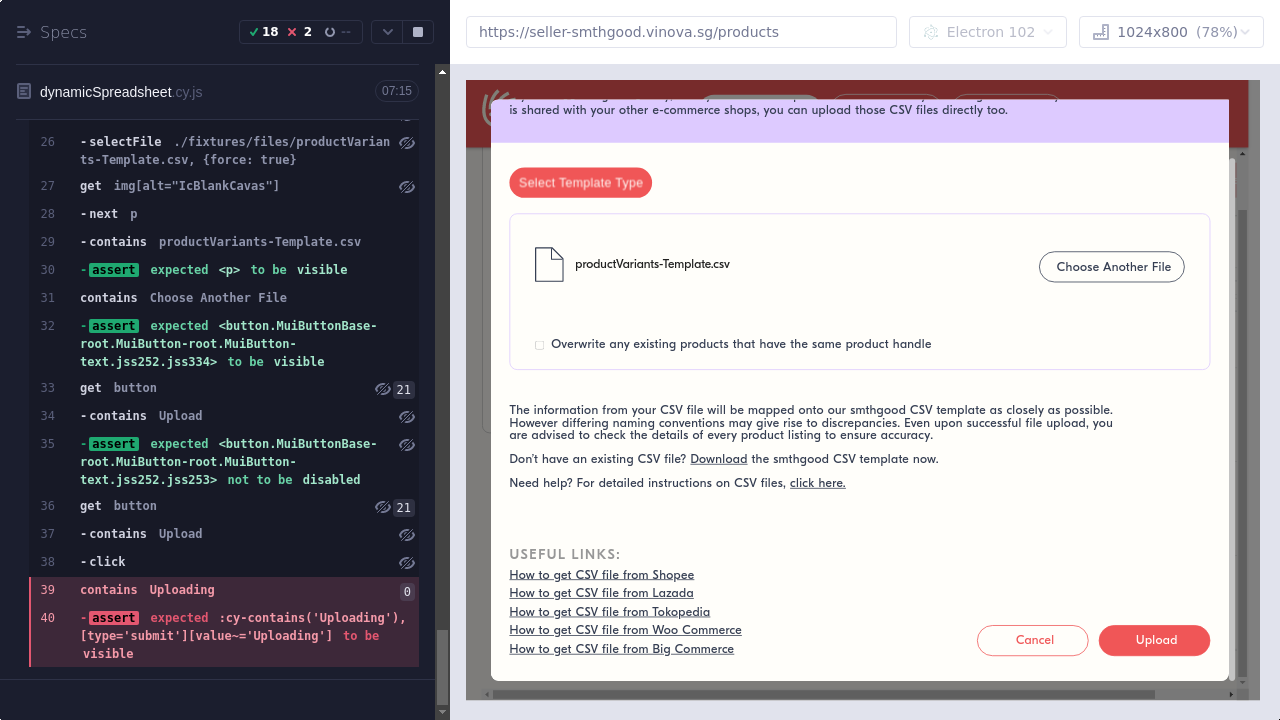 Specs
18
2
--
dynamicSpreadsheet.cy.js
07:15
26 -selectFile ./fixtures/files/productVarian
ts-Template.csv, {force: true}
27 get img[alt="IcBlankCavas"]
28 -next p
29 -contains productVariants-Template.csv
30 -assert expected <p> to be visible
31 contains Choose Another File
32 -assert expected <button.MuiButtonBase-
root.MuiButton-root.MuiButton-
text.jss252.jss334> to be visible
33 get button 21
34 -contains Upload
35 -assert expected <button.MuiButtonBase-
root.MuiButton-root.MuiButton-
text.jss252.jss253> not to be disabled
36 get button 21
37 -contains Upload
38 -click
39 contains Uploading 0
40 -assert expected :cy-contains('Uploading'),
[type='submit'][value~='Uploading'] to be
visible
https://seller-smthgood.vinova.sg/products
Electron 102
1024x800 (78%)
is shared with your other e-commerce shops, you can upload those CSV files directly too.
Select Template Type
productVariants-Template.csv
Choose Another File
Overwrite any existing products that have the same product handle
The information from your CSV file will be mapped onto our smthgood CSV template as closely as possible.
However differing naming conventions may give rise to discrepancies. Even upon successful file upload, you
are advised to check the details of every product listing to ensure accuracy.
Don't have an existing CSV file? Download the smthgood CSV template now.
Need help? For detailed instructions on CSV files, click here.
USEFUL LINKS:
How to get CSV file from Shopee
How to get CSV file from Lazada
How to get CSV file from Tokopedia
How to get CSV file from Woo Commerce
How to get CSV file from Big Commerce
Cancel
Upload